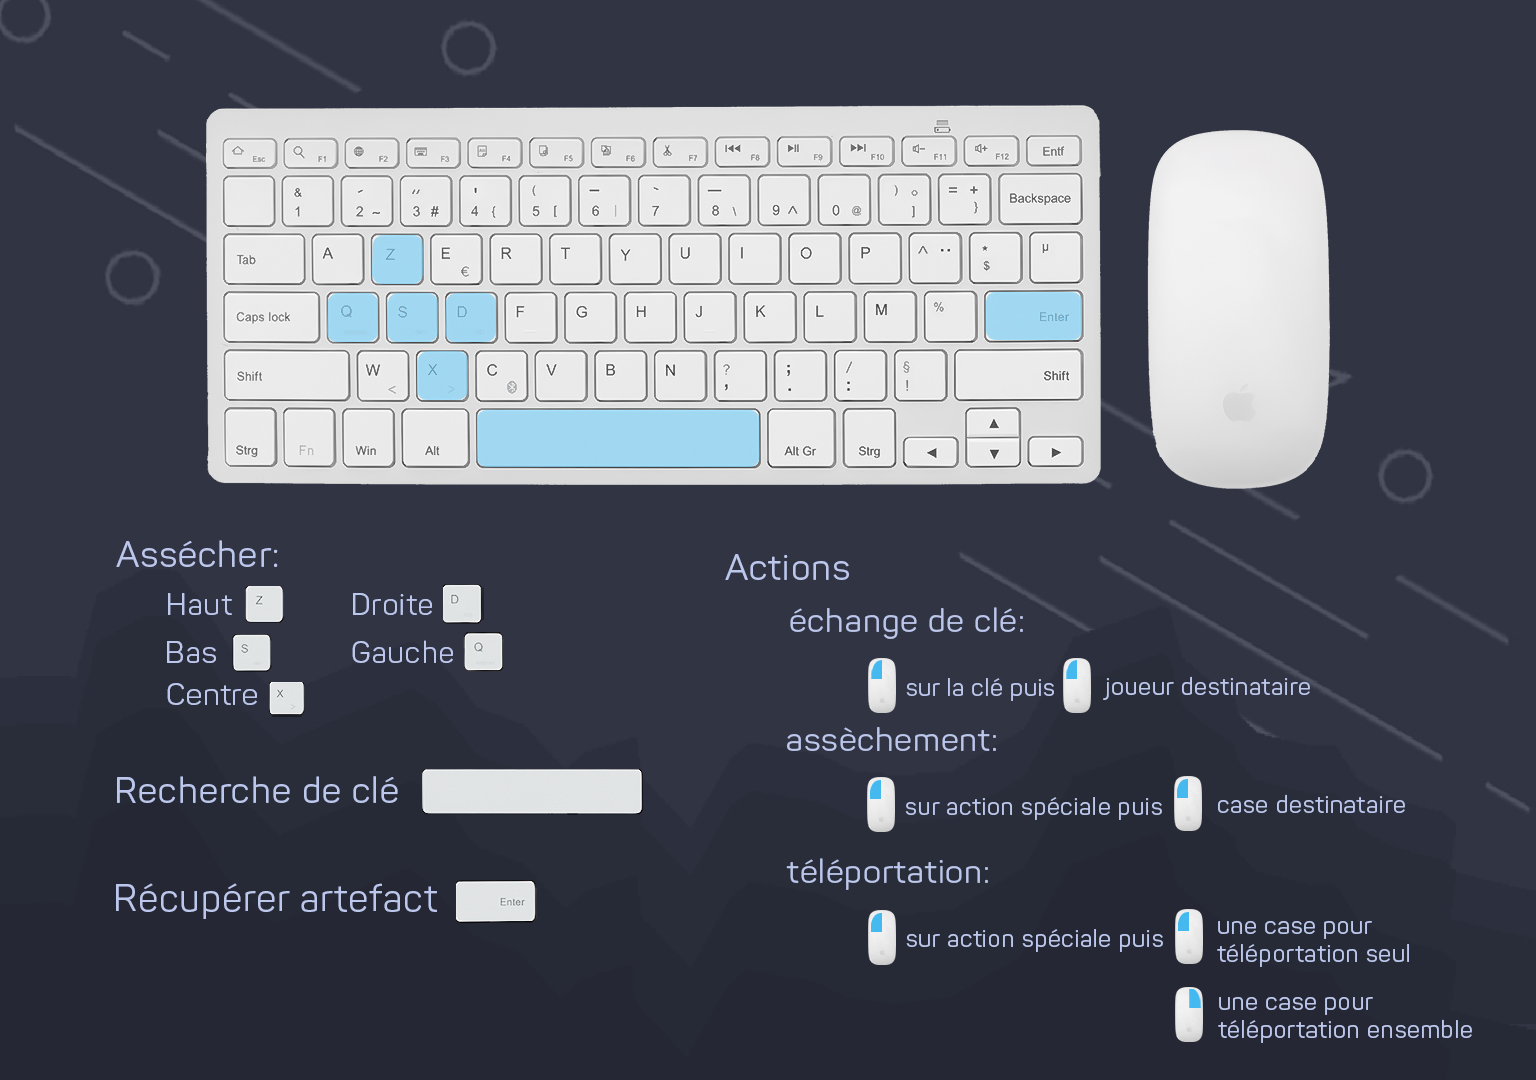 Esc F1 F2 F3 F4 F5 F6 F7 F8 F9 F10 F11 F12 Entf
& ´ " ' ( – ` — ) ° = +
1 2 ~ 3 # 4 { 5 [ 6 | 7 8 \ 9 ^ 0 @ ] } Backspace
Tab A Z E € R T Y U I O P ^ ¨ * $ µ
Caps lock Q S D F G H J K L M % Enter
Shift W < X > C V B N ? , ; . / : § ! Shift
Strg Fn Win Alt Alt Gr Strg ◀ ▲ ▼ ▶
Assécher:
Haut Z Droite D
Bas S Gauche Q
Centre X >
Recherche de clé
Récupérer artefact Enter
Actions
échange de clé:
sur la clé puis joueur destinataire
assèchement:
sur action spéciale puis case destinataire
téléportation:
sur action spéciale puis une case pour
téléportation seul
une case pour
téléportation ensemble